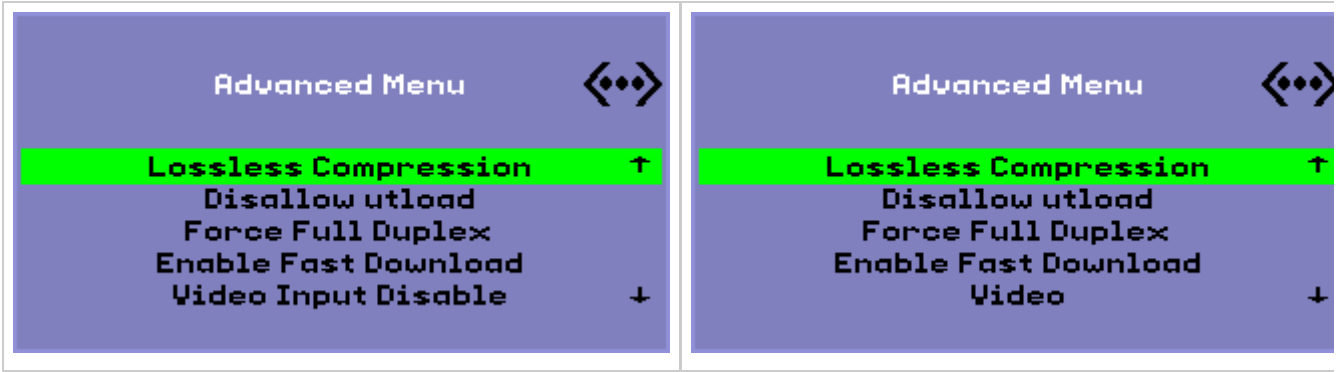 Advanced Menu
Lossless Compression ↑
Disallow utload
Force Full Duplex
Enable Fast Download
Video Input Disable ↓
Advanced Menu
Lossless Compression ↑
Disallow utload
Force Full Duplex
Enable Fast Download
Video ↓